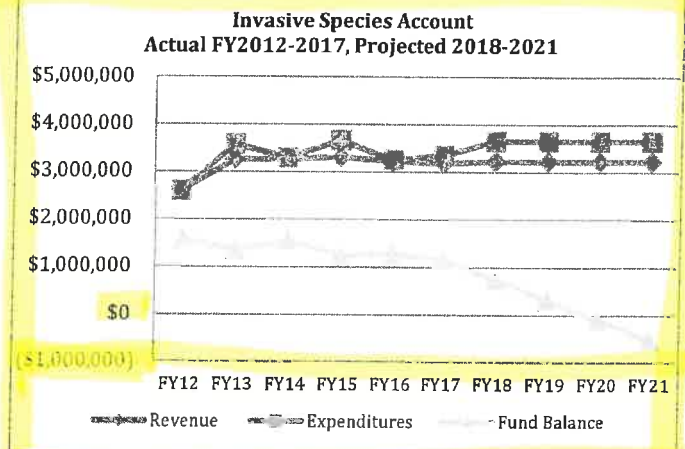 Invasive Species Account
Actual FY2012-2017, Projected 2018-2021
$5,000,000
$4,000,000
$3,000,000
$2,000,000
$1,000,000
$0
($1,000,000)
FY12 FY13 FY14 FY15 FY16 FY17 FY18 FY19 FY20 FY21
Revenue Expenditures Fund Balance